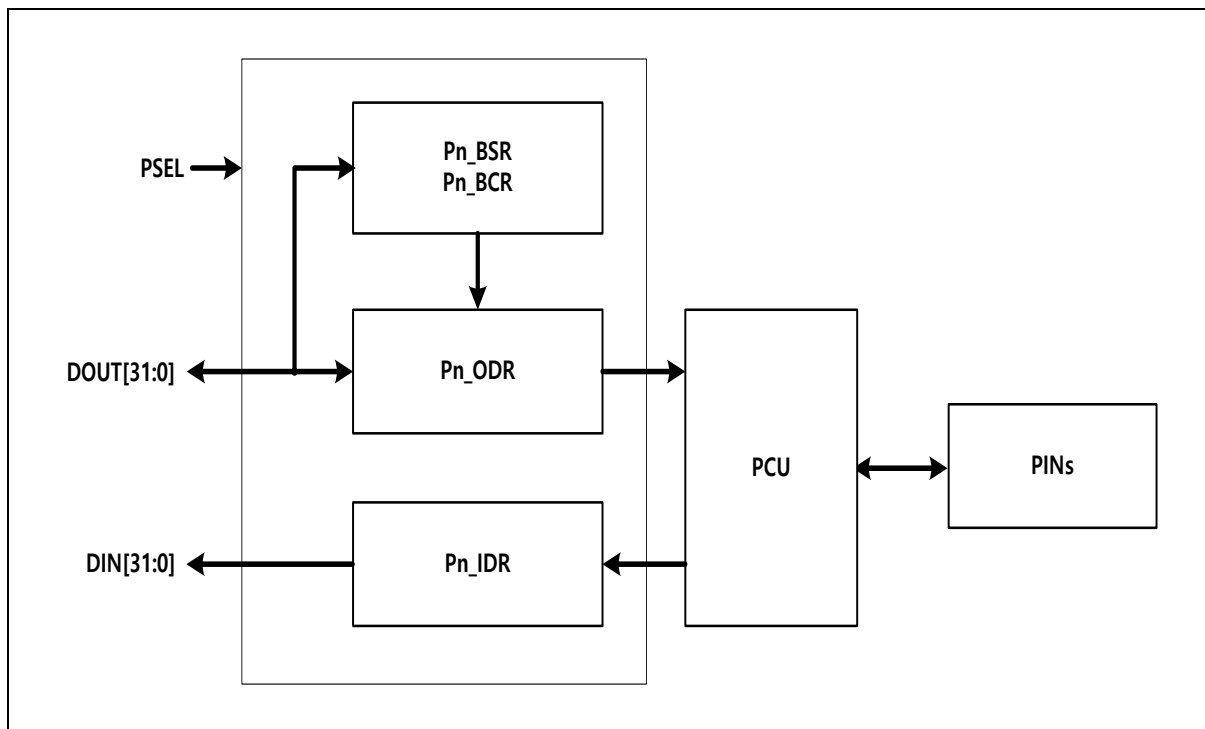 PSEL
Pn_BSR
Pn_BCR
DOUT[31:0]
Pn_ODR
PCU
PINs
DIN[31:0]
Pn_IDR